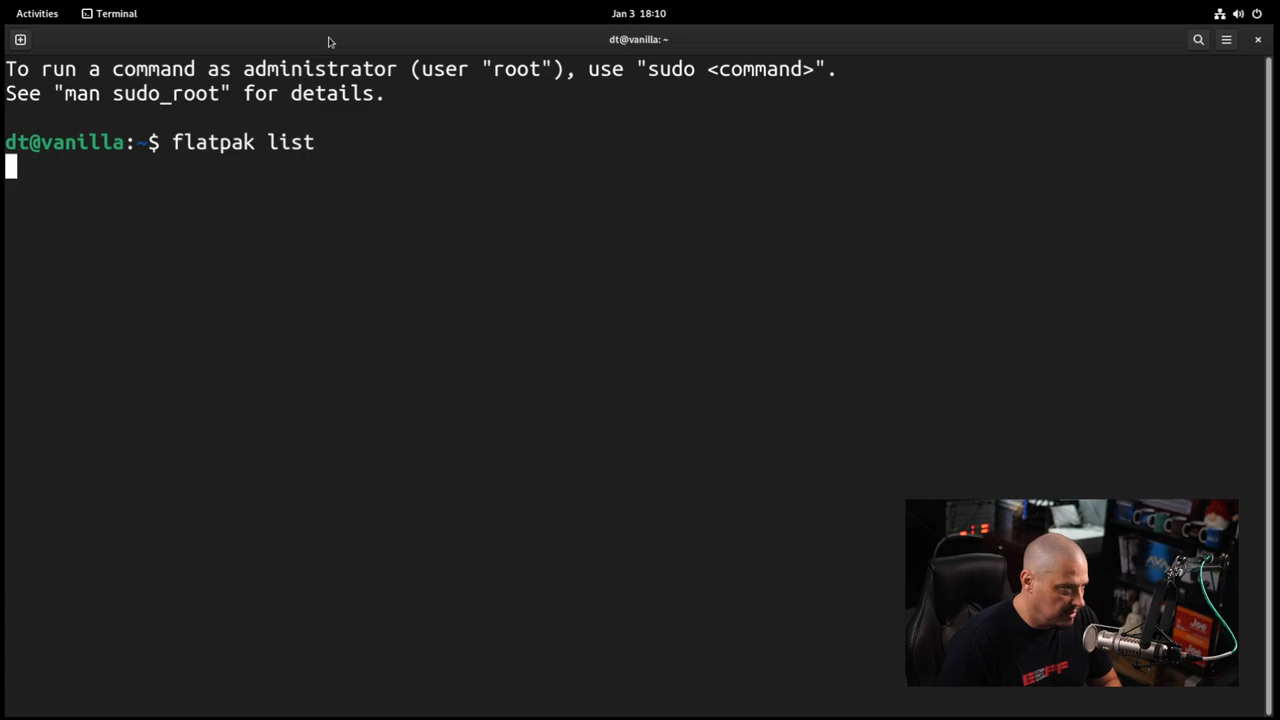 Activities
Terminal
Jan 3 18:10
dt@vanilla: ~
To run a command as administrator (user "root"), use "sudo <command>".
See "man sudo_root" for details.
dt@vanilla:~$ flatpak list
Joe